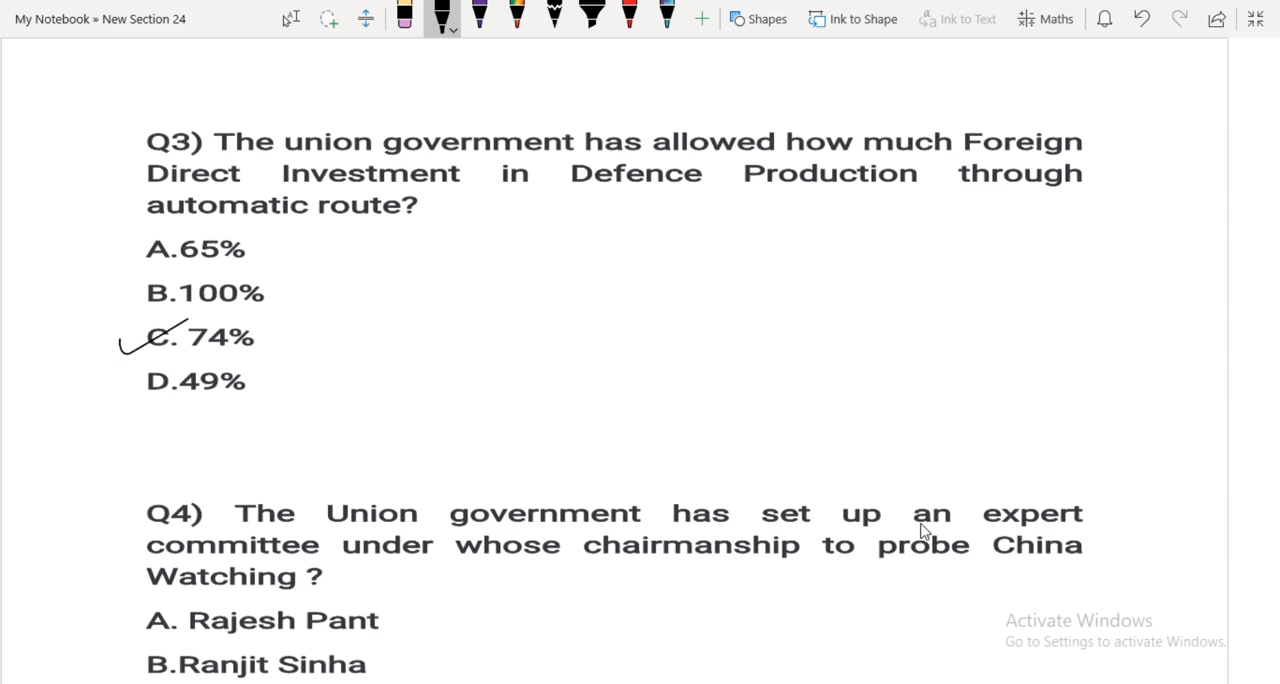 My Notebook » New Section 24
Shapes
Ink to Shape
Ink to Text
Maths
Q3) The union government has allowed how much Foreign
Direct Investment in Defence Production through
automatic route?
A.65%
B.100%
C. 74%
D.49%
Q4) The Union government has set up an expert
committee under whose chairmanship to probe China
Watching ?
A. Rajesh Pant
B.Ranjit Sinha
Activate Windows
Go to Settings to activate Windows.